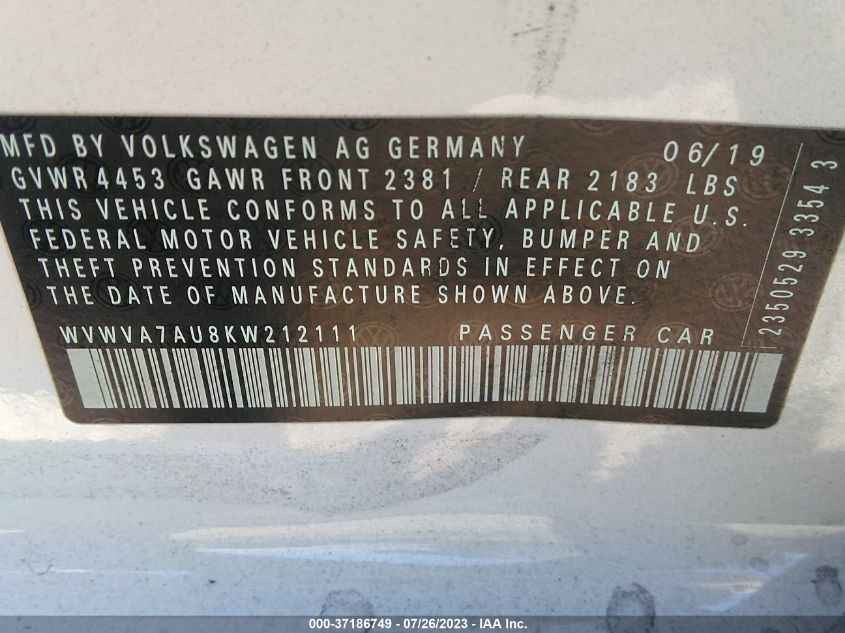 MFD BY VOLKSWAGEN AG GERMANY 06/19
GVWR 4453 GAWR FRONT 2381 / REAR 2183 LBS
THIS VEHICLE CONFORMS TO ALL APPLICABLE U.S.
FEDERAL MOTOR VEHICLE SAFETY, BUMPER AND
THEFT PREVENTION STANDARDS IN EFFECT ON
THE DATE OF MANUFACTURE SHOWN ABOVE.
WVWVA7AU8KW212111 PASSENGER CAR
2350529 3354 3
000-37186749 - 07/26/2023 - IAA Inc.